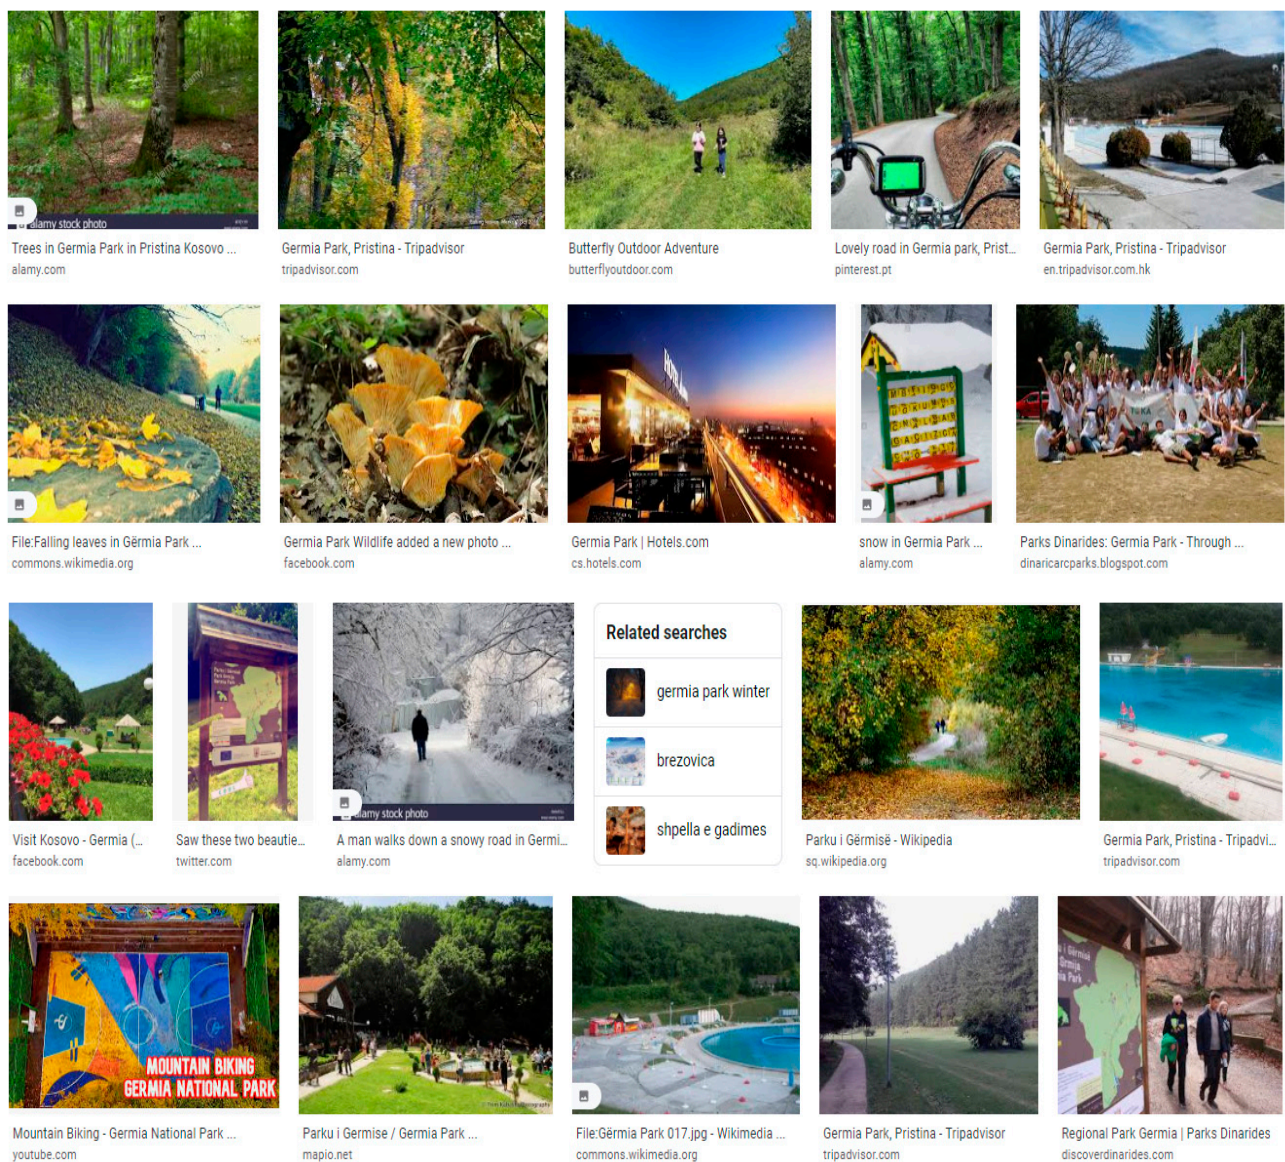 alamy stock photo
Trees in Germia Park in Pristina Kosovo ...
alamy.com
Germia Park, Pristina - Tripadvisor
tripadvisor.com
Butterfly Outdoor Adventure
butterflyoutdoor.com
Lovely road in Germia park, Prist...
pinterest.pt
Germia Park, Pristina - Tripadvisor
en.tripadvisor.com.hk
HOTEL
TOKA
File:Falling leaves in Gërmia Park ...
commons.wikimedia.org
Germia Park Wildlife added a new photo ...
facebook.com
Germia Park | Hotels.com
cs.hotels.com
snow in Germia Park ...
alamy.com
Parks Dinarides: Germia Park - Through ...
dinaricarcparks.blogspot.com
alamy stock photo
Related searches
germia park winter
brezovica
shpella e gadimes
Visit Kosovo - Germia (...
facebook.com
Saw these two beautie...
twitter.com
A man walks down a snowy road in Germi...
alamy.com
Parku i Gërmisë - Wikipedia
sq.wikipedia.org
Germia Park, Pristina - Tripadvi...
tripadvisor.com
MOUNTAIN BIKING
GERMIA NATIONAL PARK
Mountain Biking - Germia National Park ...
youtube.com
Parku i Germise / Germia Park ...
mapio.net
File:Gërmia Park 017.jpg - Wikimedia ...
commons.wikimedia.org
Germia Park, Pristina - Tripadvisor
tripadvisor.com
Regional Park Germia | Parks Dinarides
discoverdinarides.com